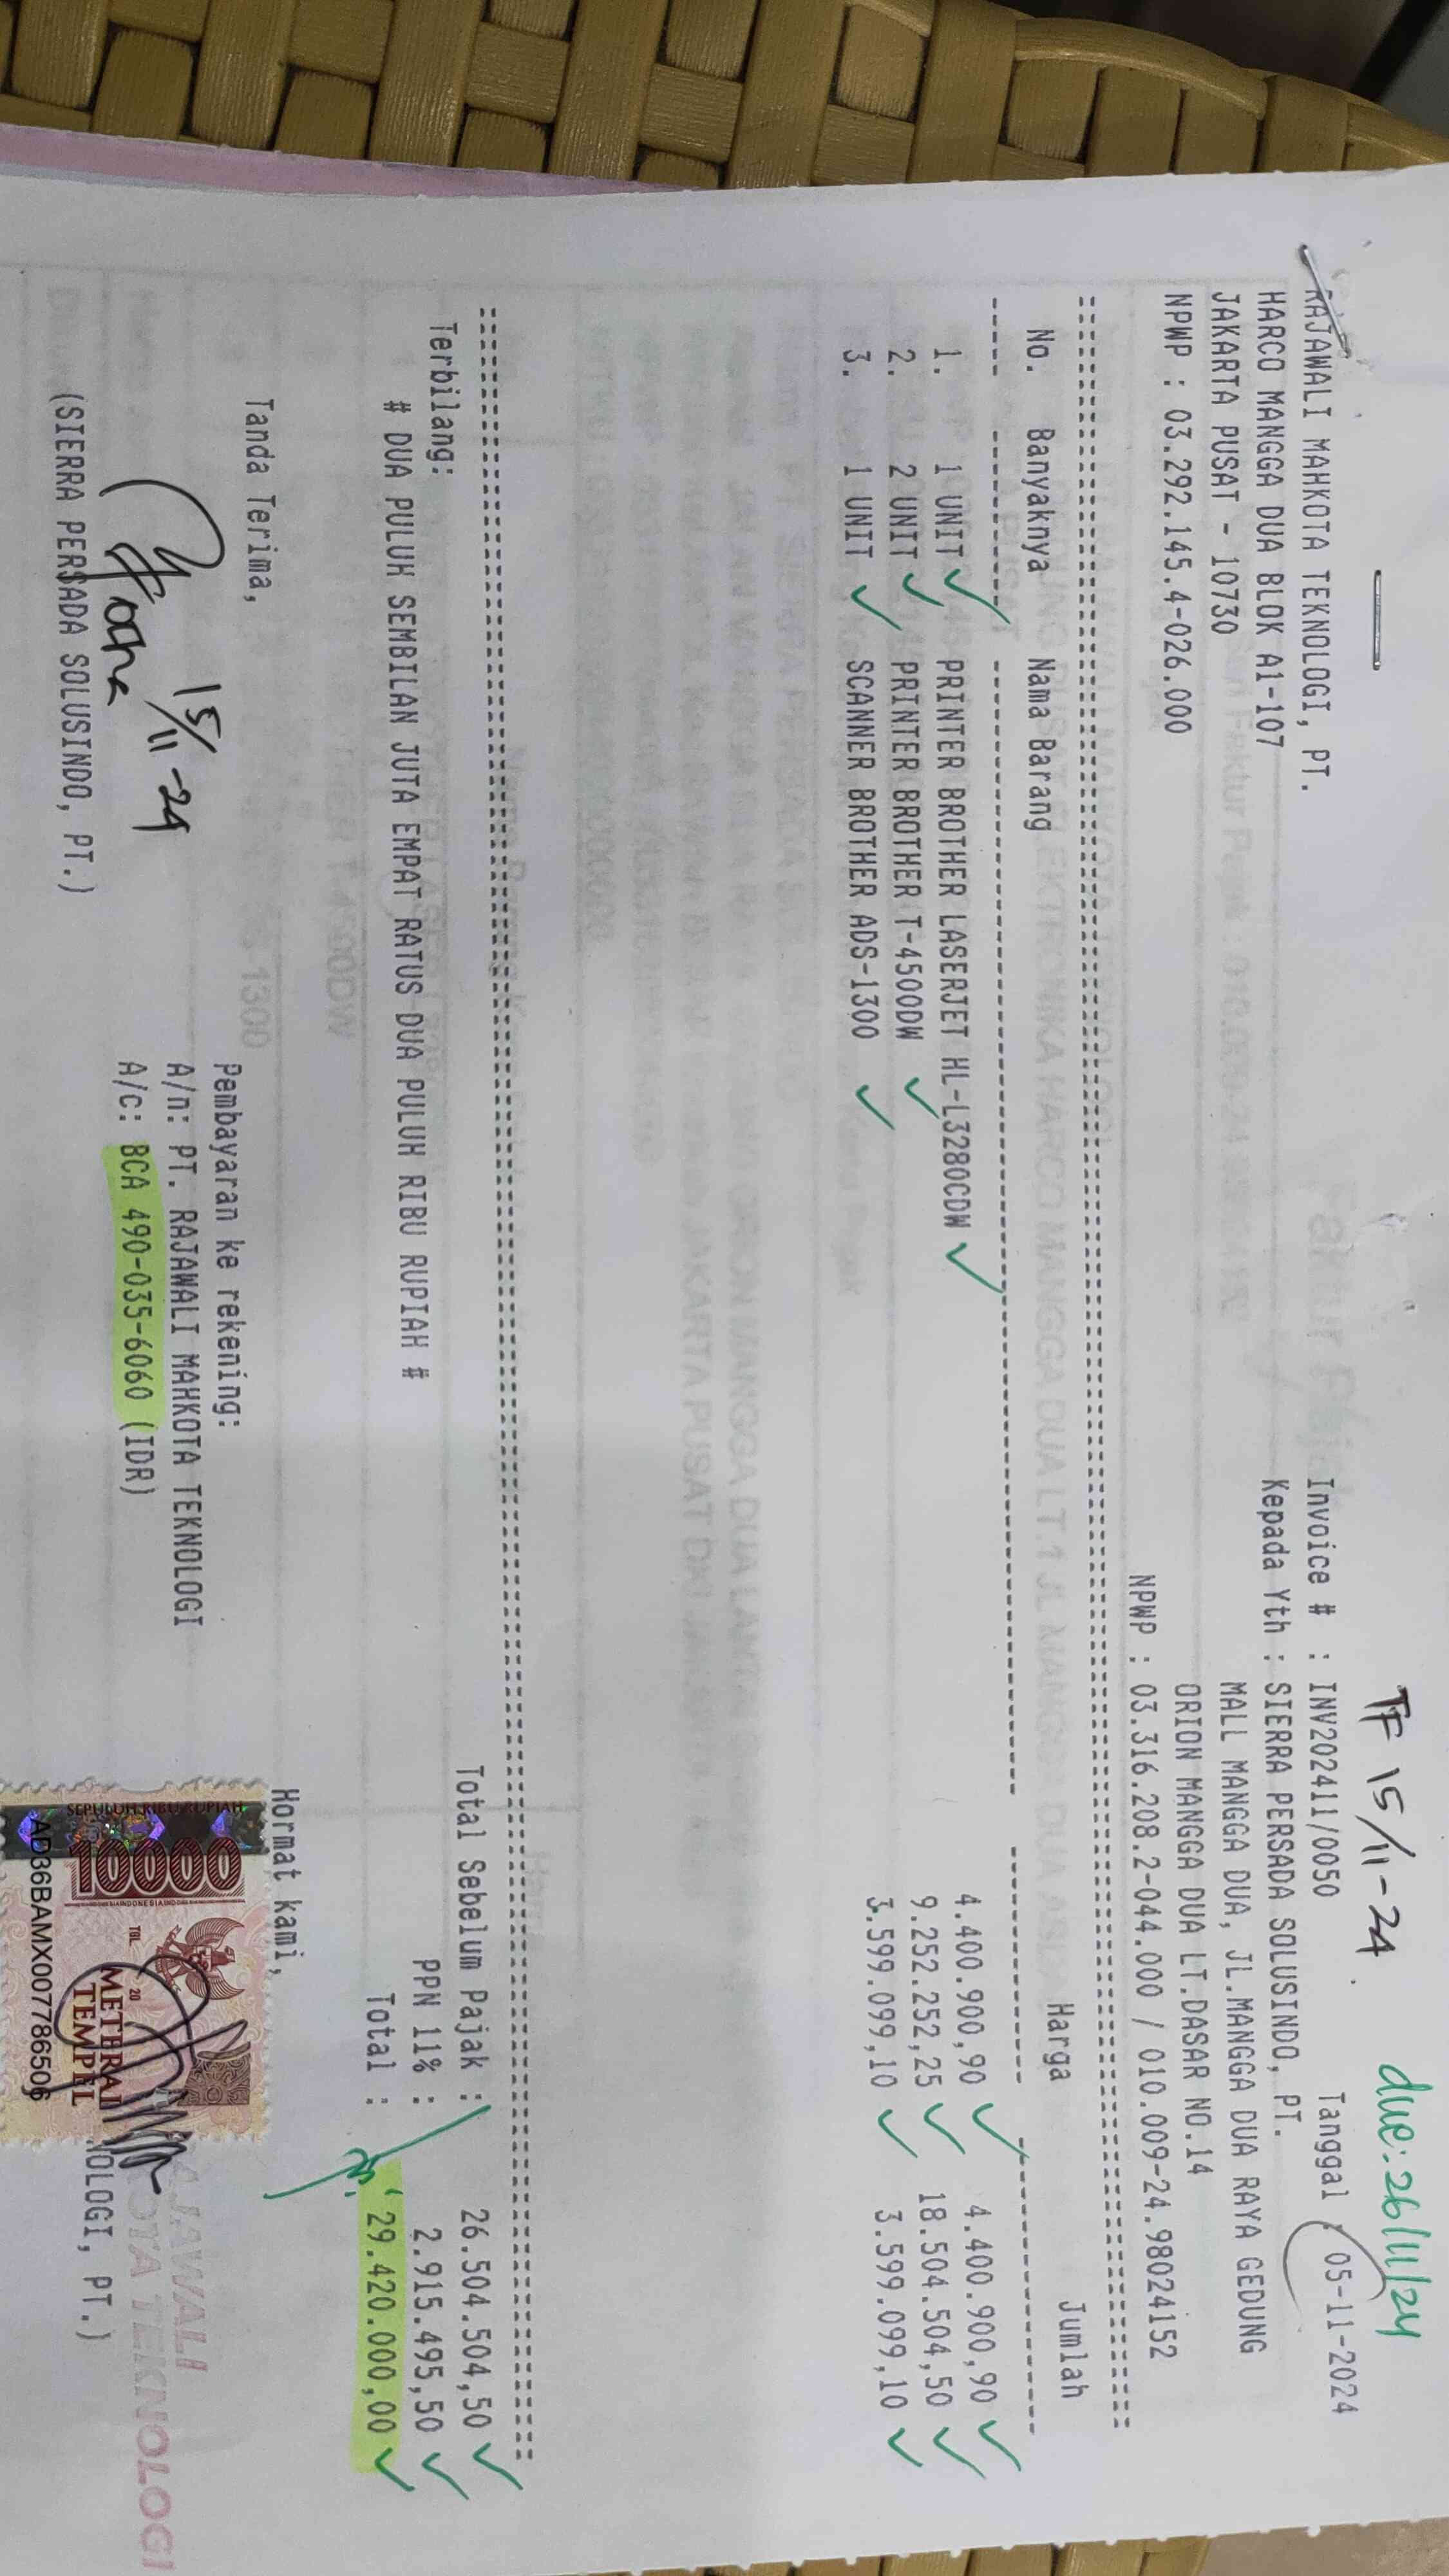 TF 15/11-24
due: 26/11/24
RAJAWALI MAHKOTA TEKNOLOGI, PT.
HARCO MANGGA DUA BLOK A1-107
JAKARTA PUSAT - 10730
NPWP : 03.292.145.4-026.000
Invoice # : INV202411/0050 Tanggal : 05-11-2024
Kepada Yth : SIERRA PERSADA SOLUSINDO, PT.
MALL MANGGA DUA, JL.MANGGA DUA RAYA GEDUNG
ORION MANGGA DUA LT.DASAR NO.14
NPWP : 03.316.208.2-044.000 / 010.009-24.98024152
No. Banyaknya Nama Barang Harga Jumlah
1. 1 UNIT PRINTER BROTHER LASERJET HL-L3280CDW 4.400.900,90 4.400.900,90
2. 2 UNIT PRINTER BROTHER T-4500DW 9.252.252,25 18.504.504,50
3. 1 UNIT SCANNER BROTHER ADS-1300 3.599.099,10 3.599.099,10
Total Sebelum Pajak : 26.504.504,50
PPN 11% : 2.915.495,50
Total : 29.420.000,00
Terbilang:
# DUA PULUH SEMBILAN JUTA EMPAT RATUS DUA PULUH RIBU RUPIAH #
Tanda Terima,
15/11-24
(SIERRA PERSADA SOLUSINDO, PT.)
Pembayaran ke rekening:
A/n: PT. RAJAWALI MAHKOTA TEKNOLOGI
A/c: BCA 490-035-6060 (IDR)
Hormat kami,
SEPULUH RIBU RUPIAH
10000
TGL 20
METERAI
TEMPEL
AD36BAMX007786506
NOLOGI, PT.)
JAWALI
OTA TEKNOLOGI